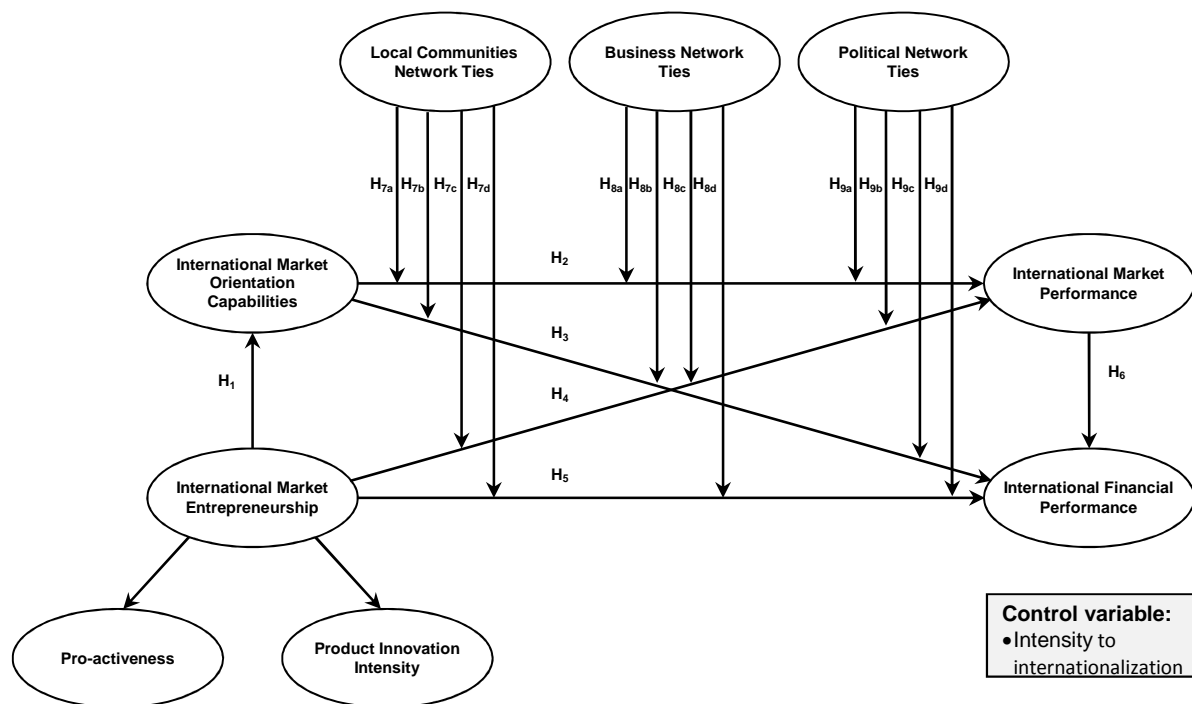 Local Communities
Network Ties
Business Network
Ties
Political Network
Ties
H7a
H7b
H7c
H7d
H8a
H8b
H8c
H8d
H9a
H9b
H9c
H9d
International Market
Orientation
Capabilities
H2
International Market
Performance
H3
H1
H4
H6
International Market
Entrepreneurship
H5
International Financial
Performance
Pro-activeness
Product Innovation
Intensity
Control variable:
•Intensity to
internationalization